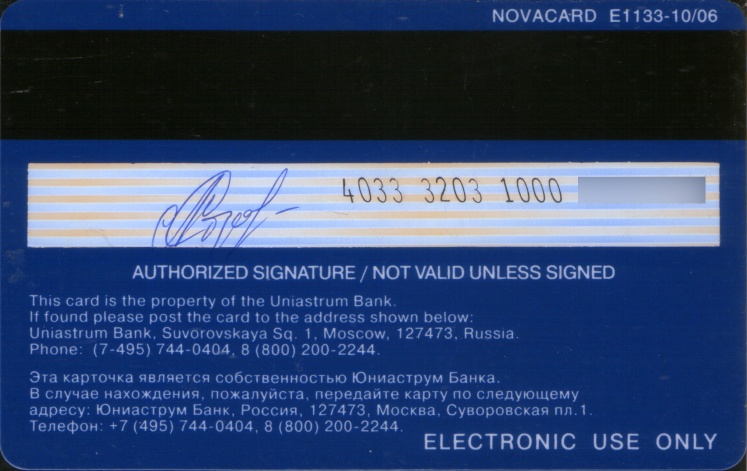 NOVACARD E1133-10/06
4033 3203 1000
AUTHORIZED SIGNATURE / NOT VALID UNLESS SIGNED
This card is the property of the Uniastrum Bank.
If found please post the card to the address shown below:
Uniastrum Bank, Suvorovskaya Sq. 1, Moscow, 127473, Russia.
Phone: (7-495) 744-0404, 8 (800) 200-2244.
Эта карточка является собственностью Юниаструм Банка.
В случае нахождения, пожалуйста, передайте карту по следующему
адресу: Юниаструм Банк, Россия, 127473, Москва, Суворовская пл.1.
Телефон: +7 (495) 744-0404, 8 (800) 200-2244.
ELECTRONIC USE ONLY